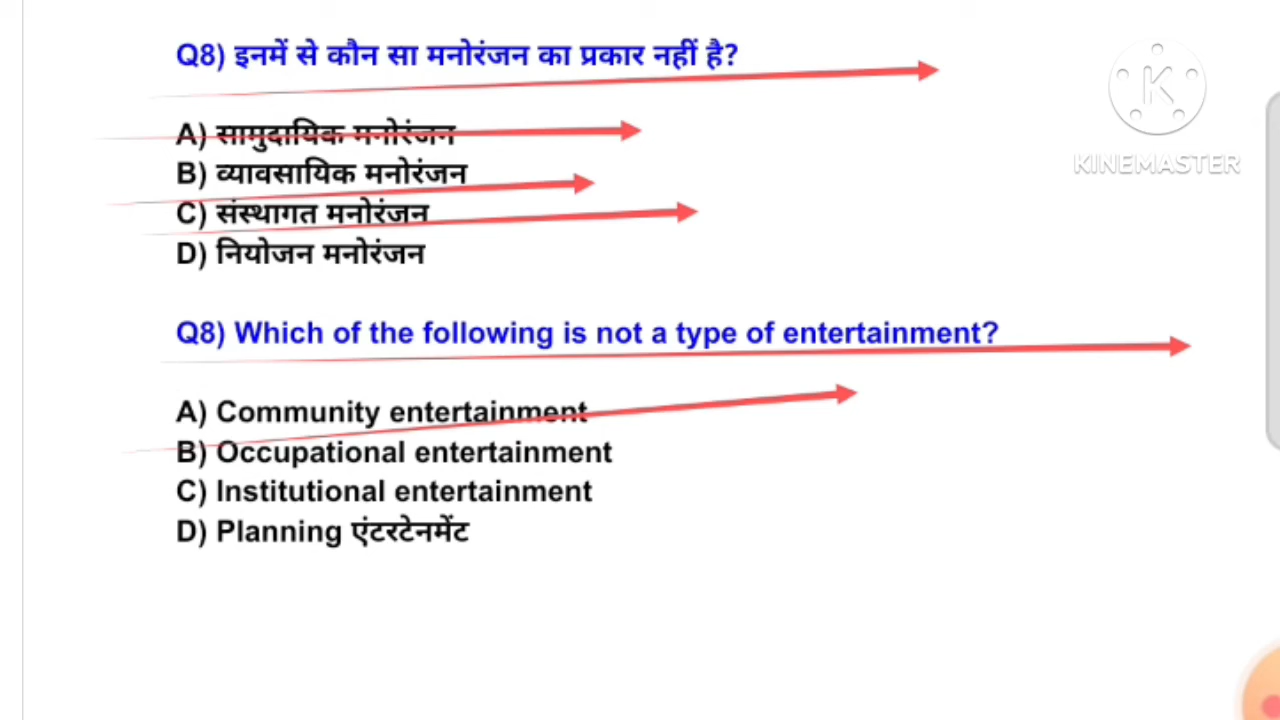 Q8) इनमें से कौन सा मनोरंजन का प्रकार नहीं है?
KINEMASTER
A) सामुदायिक मनोरंजन
B) व्यावसायिक मनोरंजन
C) संस्थागत मनोरंजन
D) नियोजन मनोरंजन
Q8) Which of the following is not a type of entertainment?
A) Community entertainment
B) Occupational entertainment
C) Institutional entertainment
D) Planning एंटरटेनमेंट